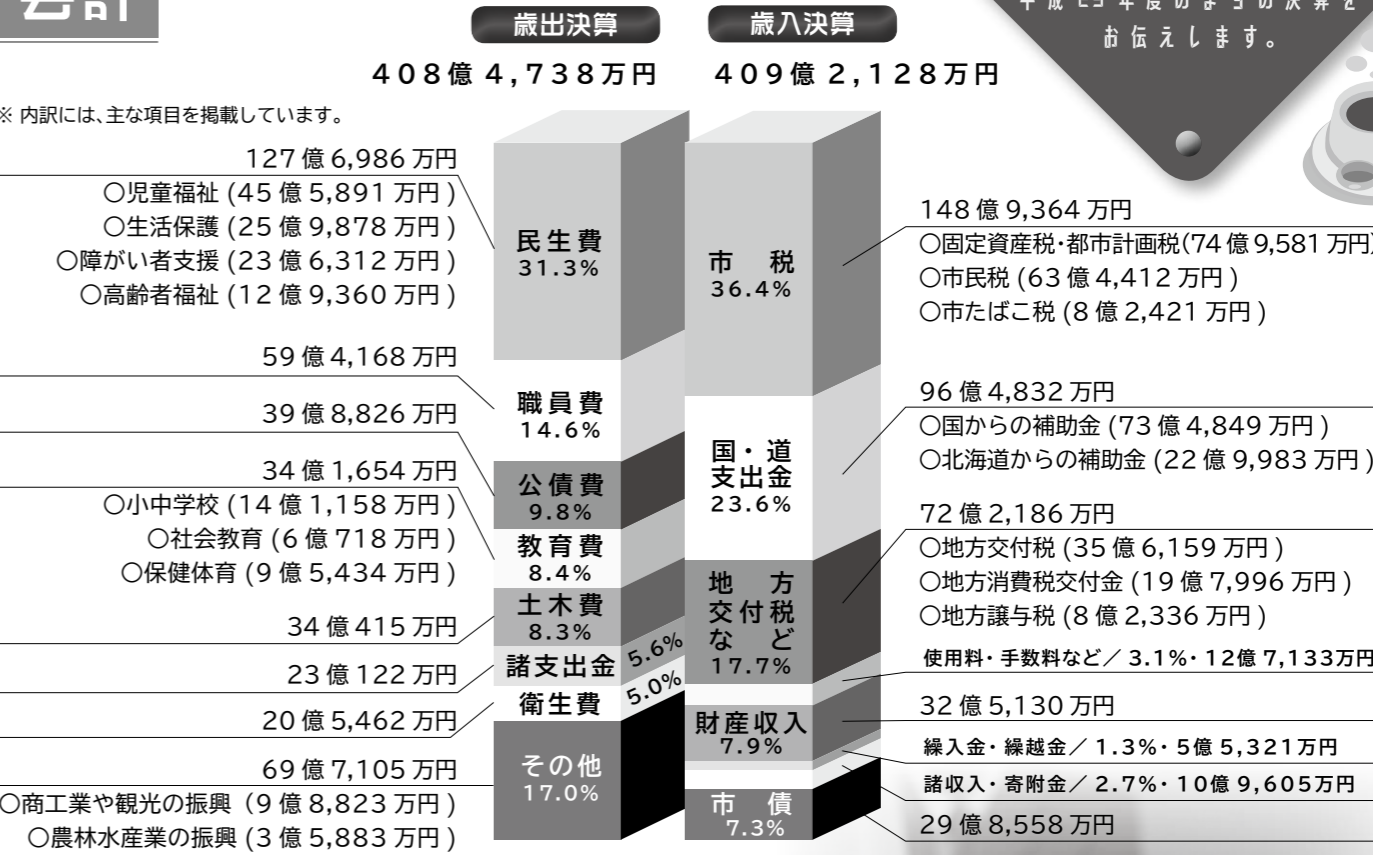 会計
平成29年度のまちの決算を
お伝えします。
歳出決算
408億4,738万円
歳入決算
409億2,128万円
※ 内訳には、主な項目を掲載しています。
127億6,986万円
○児童福祉 (45億5,891万円)
○生活保護 (25億9,878万円)
○障がい者支援 (23億6,312万円)
○高齢者福祉 (12億9,360万円)
59億4,168万円
39億8,826万円
34億1,654万円
○小中学校 (14億1,158万円)
○社会教育 (6億718万円)
○保健体育 (9億5,434万円)
34億415万円
23億122万円
20億5,462万円
69億7,105万円
○商工業や観光の振興 (9億8,823万円)
○農林水産業の振興 (3億5,883万円)
民生費
31.3%
職員費
14.6%
公債費
9.8%
教育費
8.4%
土木費
8.3%
諸支出金
5.6%
衛生費
5.0%
その他
17.0%
市 税
36.4%
国・道
支出金
23.6%
地 方
交付税
な ど
17.7%
財産収入
7.9%
市 債
7.3%
148億9,364万円
○固定資産税・都市計画税(74億9,581万円)
○市民税 (63億4,412万円)
○市たばこ税 (8億2,421万円)
96億4,832万円
○国からの補助金 (73億4,849万円)
○北海道からの補助金 (22億9,983万円)
72億2,186万円
○地方交付税 (35億6,159万円)
○地方消費税交付金 (19億7,996万円)
○地方譲与税 (8億2,336万円)
使用料・手数料など／3.1%・12億7,133万円
32億5,130万円
繰入金・繰越金／1.3%・5億5,321万円
諸収入・寄附金／2.7%・10億9,605万円
29億8,558万円